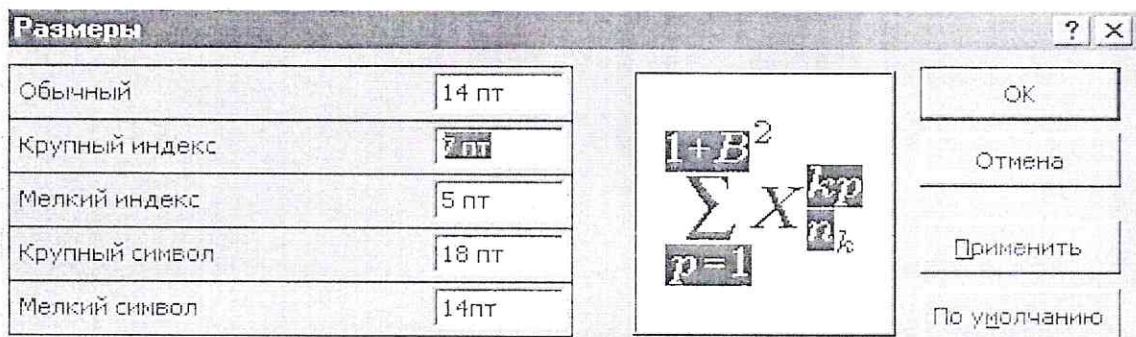 Размеры ? ×
Обычный 14 пт
Крупный индекс 7 пт
Мелкий индекс 5 пт
Крупный символ 18 пт
Мелкий символ 14пт
1+B 2
∑ X kp
n k
p=1
ОК
Отмена
Применить
По умолчанию